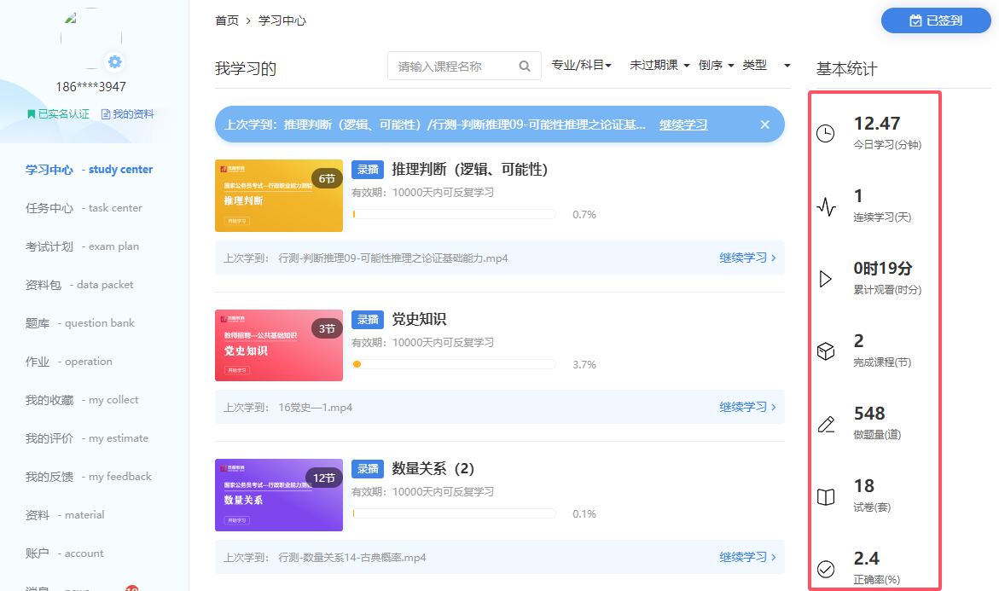 首页 > 学习中心
已签到
186****3947
已实名认证 我的资料
学习中心 - study center
任务中心 - task center
考试计划 - exam plan
资料包 - data packet
题库 - question bank
作业 - operation
我的收藏 - my collect
我的评价 - my estimate
我的反馈 - my feedback
资料 - material
账户 - account
我学习的
请输入课程名称
专业/科目
未过期课
倒序
类型
上次学到：推理判断（逻辑、可能性）/行测-判断推理09-可能性推理之论证基... 继续学习
国家公务员考试---行政职业能力测验
推理判断
开始学习
6节
录播 推理判断（逻辑、可能性）
有效期：10000天内可反复学习
0.7%
上次学到： 行测-判断推理09-可能性推理之论证基础能力.mp4 继续学习 >
教师招聘---公共基础知识
党史知识
开始学习
3节
录播 党史知识
有效期：10000天内可反复学习
3.7%
上次学到： 16党史—1.mp4 继续学习 >
国家公务员考试---行政职业能力测验
数量关系
开始学习
12节
录播 数量关系（2）
有效期：10000天内可反复学习
0.1%
上次学到： 行测-数量关系14-古典概率.mp4 继续学习 >
基本统计
12.47
今日学习(分钟)
1
连续学习(天)
0时19分
累计观看(时分)
2
完成课程(节)
548
做题量(道)
18
试卷(套)
2.4
正确率(%)